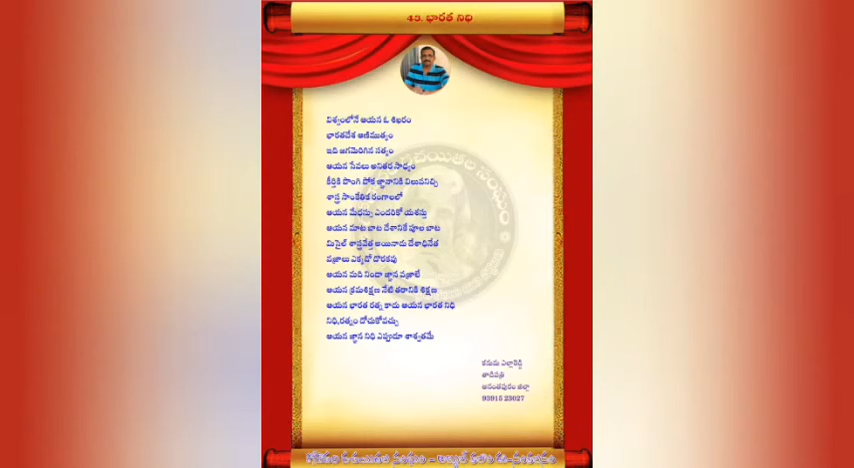 43. భారత నిధి
విశ్వంలోనే ఆయన ఓ శిఖరం
భారతదేశ ఆణిముత్యం
ఇది జగమెరిగిన సత్యం
ఆయన సేవలు అనితర సాధ్యం
కీర్తికి పొంగి పోక జ్ఞానానికి విలువనిచ్చి
శాస్త్ర సాంకేతిక రంగాలలో
ఆయన మేధస్సు ఎందరికో యశస్సు
ఆయన మాట బాట దేశానికే పూల బాట
మిసైల్ శాస్త్రవేత్త అయినాడు దేశాధినేత
వజ్రాలు ఎక్కడో దొరకవు
ఆయన మది నిండా జ్ఞాన వజ్రాలే
ఆయన క్రమశిక్షణ నేటి తరానికి శిక్షణ
ఆయన భారత రత్న కాదు ఆయన భారత నిధి
నిధి,రత్నం దోచుకోవచ్చు
ఆయన జ్ఞాన నిధి ఎప్పుడూ శాశ్వతమే
కనుమ ఎల్లారెడ్డి
తాడిపత్రి
అనంతపురం జిల్లా
93915 23027